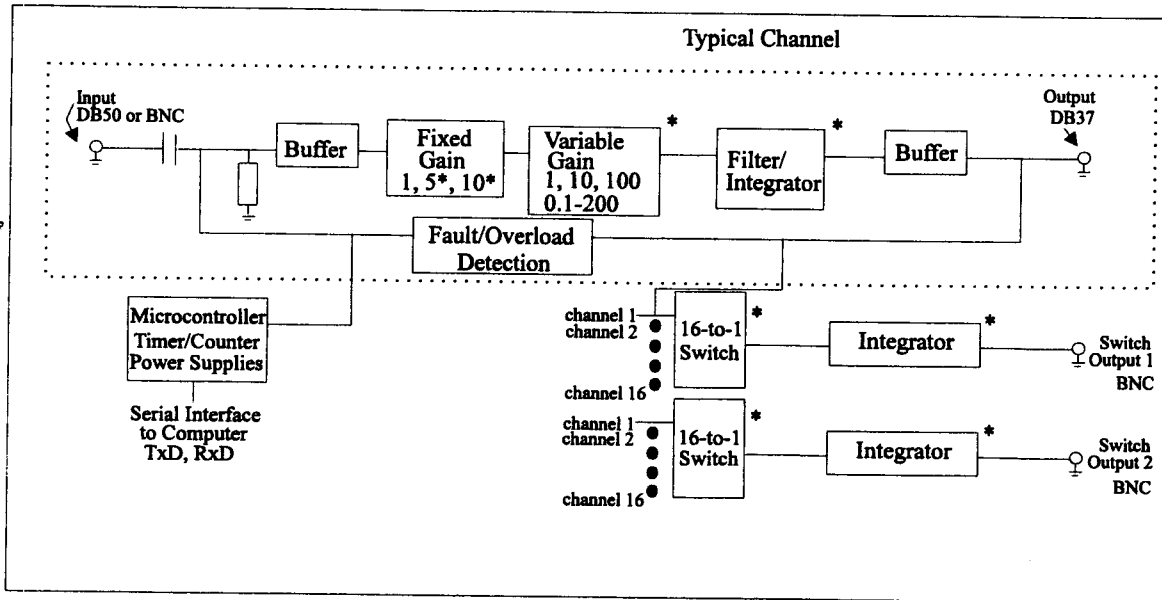 Typical Channel
Input
DB50 or BNC
Output
DB37
Buffer
Fixed
Gain
1, 5*, 10*
*
Variable
Gain
1, 10, 100
0.1-200
*
Filter/
Integrator
Buffer
Fault/Overload
Detection
Microcontroller
Timer/Counter
Power Supplies
Serial Interface
to Computer
TxD, RxD
channel 1
channel 2
channel 16
16-to-1
Switch
*
Integrator
*
Switch
Output 1
BNC
channel 1
channel 2
channel 16
16-to-1
Switch
*
Integrator
*
Switch
Output 2
BNC